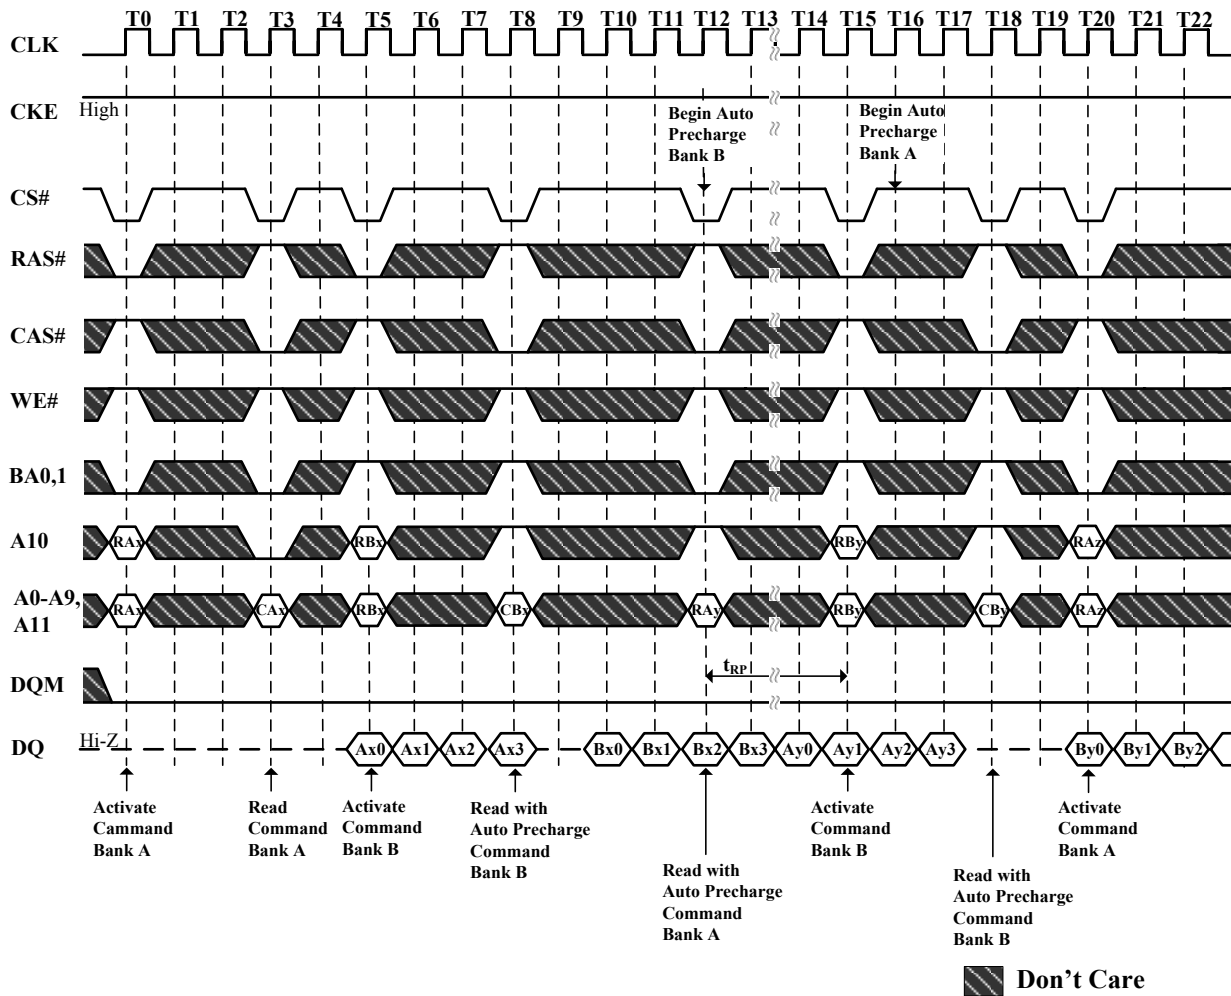 T0 T1 T2 T3 T4 T5 T6 T7 T8 T9 T10 T11 T12 T13 T14 T15 T16 T17 T18 T19 T20 T21 T22
CLK
CKE High
Begin Auto
Precharge
Bank B
Begin Auto
Precharge
Bank A
CS#
RAS#
CAS#
WE#
BA0,1
A10 RAx RBx RBy RAz
A0-A9,
A11
RAx CAx RBx CBx RAy RBy CBy RAz
tRP
DQM
DQ Hi-Z Ax0 Ax1 Ax2 Ax3 Bx0 Bx1 Bx2 Bx3 Ay0 Ay1 Ay2 Ay3 By0 By1 By2
Activate
Cammand
Bank A
Read
Command
Bank A
Activate
Command
Bank B
Read with
Auto Precharge
Command
Bank B
Read with
Auto Precharge
Command
Bank A
Activate
Command
Bank B
Read with
Auto Precharge
Command
Bank B
Activate
Command
Bank A
Don't Care